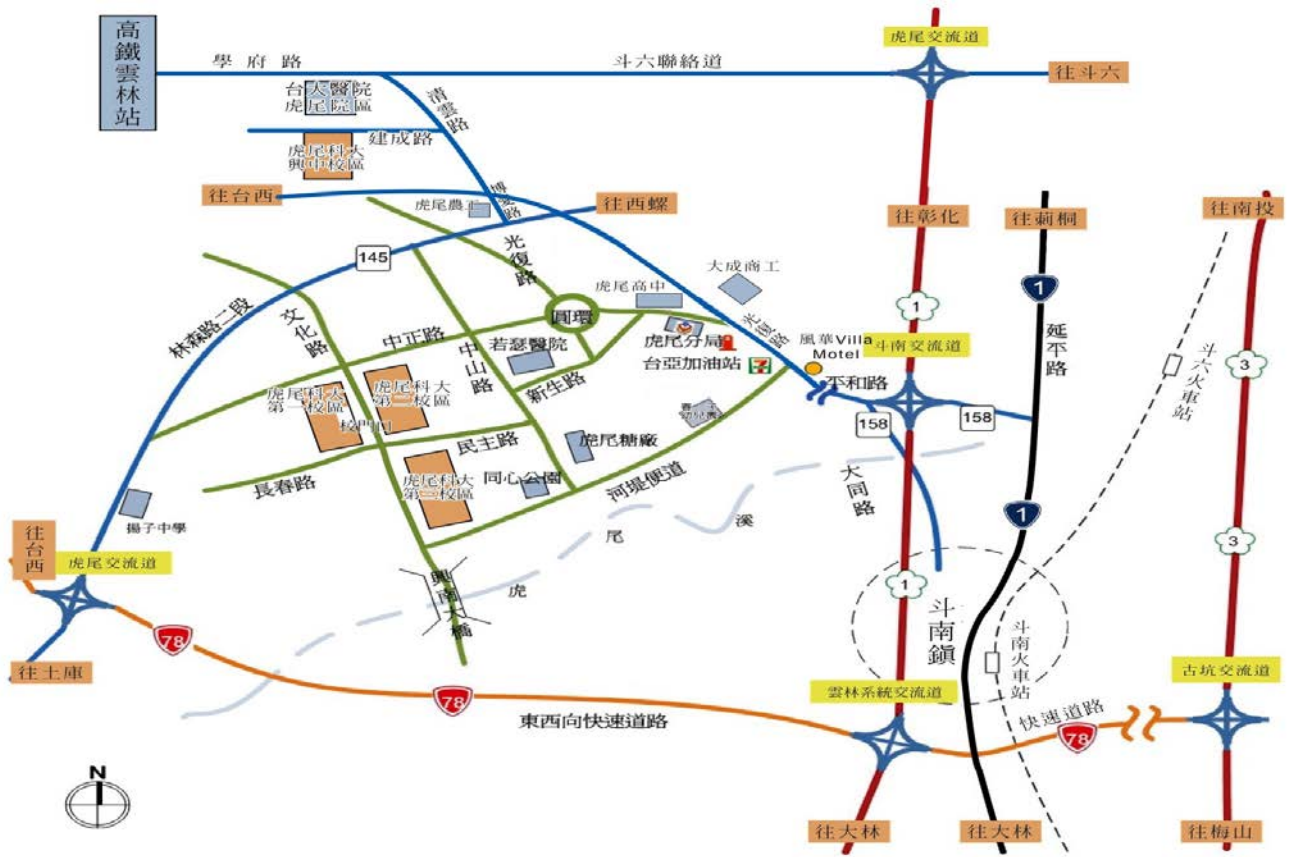 高鐵雲林站
學府路
斗六聯絡道
虎尾交流道
往斗六
台大醫院
虎尾院區
清雲路
建成路
虎尾科大
興中校區
往台西
虎尾農工
博愛路
往西螺
往彰化
往莿桐
往南投
145
光復路
大成商工
虎尾高中
1
1
林森路二段
文化路
中正路
中山路
圓環
若瑟醫院
虎尾分局
台亞加油站
7
光復路
風華Villa
Motel
斗南交流道
延平路
斗六火車站
3
新生路
平和路
158
158
虎尾科大
第一校區
校門口
虎尾科大
第二校區
民主路
虎尾糖廠
長春路
虎尾科大
第三校區
同心公園
河堤便道
大同路
揚子中學
虎尾溪
1
3
往台西
虎尾交流道
興南大橋
1
斗南鎮
斗南火車站
78
往土庫
78
東西向快速道路
雲林系統交流道
快速道路
78
古坑交流道
N
往大林
往大林
往梅山